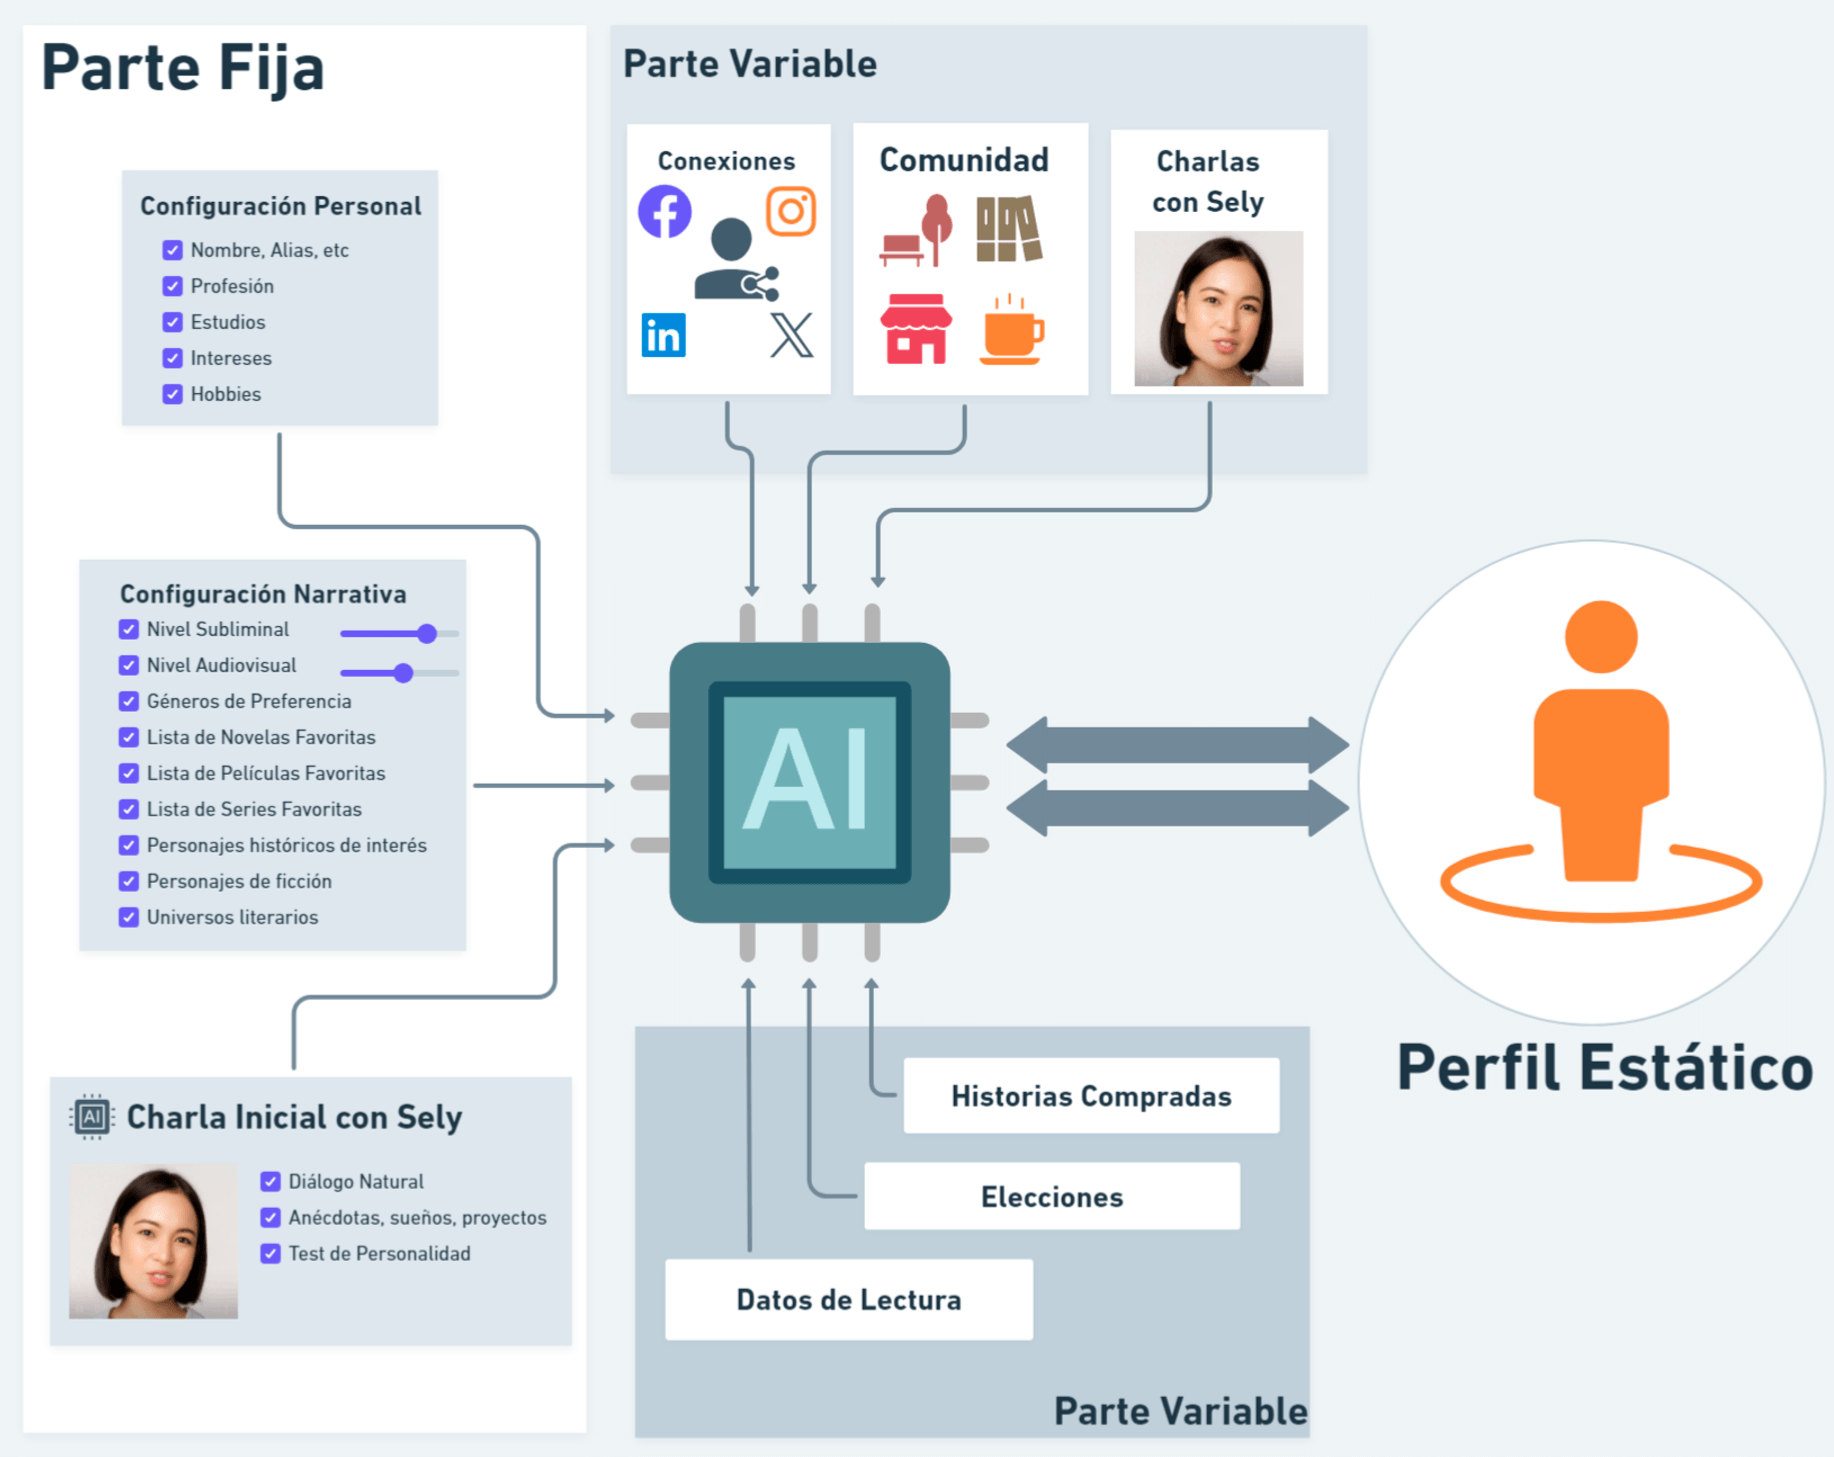 Parte Fija
Configuración Personal
Nombre, Alias, etc
Profesión
Estudios
Intereses
Hobbies
Configuración Narrativa
Nivel Subliminal
Nivel Audiovisual
Géneros de Preferencia
Lista de Novelas Favoritas
Lista de Películas Favoritas
Lista de Series Favoritas
Personajes históricos de interés
Personajes de ficción
Universos literarios
AI
Charla Inicial con Sely
Diálogo Natural
Anécdotas, sueños, proyectos
Test de Personalidad
Parte Variable
Conexiones
in
Comunidad
Charlas
con Sely
AI
Perfil Estático
Historias Compradas
Elecciones
Datos de Lectura
Parte Variable